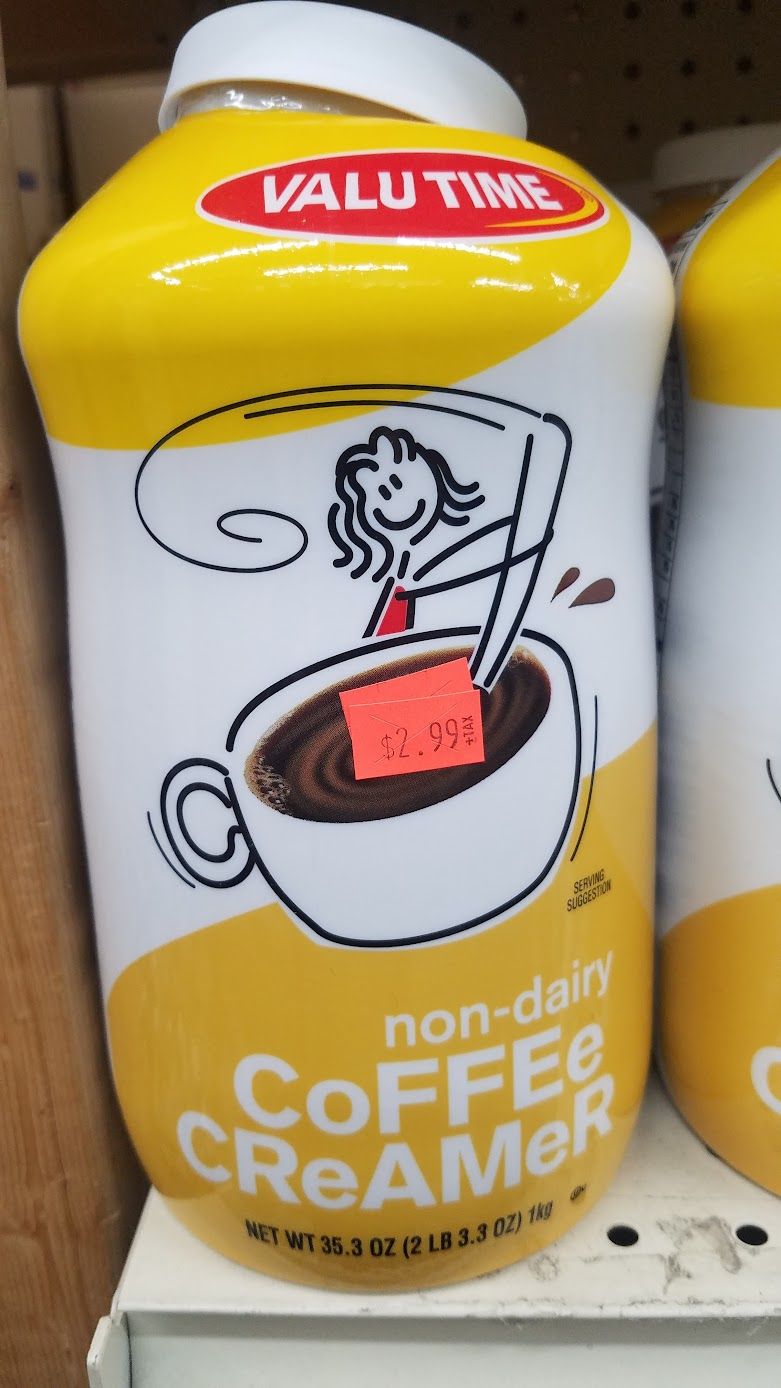 VALU TIME
$2.99 +TAX
SERVING
SUGGESTION
non-dairy
CoFFEe
CReAMeR
NET WT 35.3 OZ (2 LB 3.3 OZ) 1kg